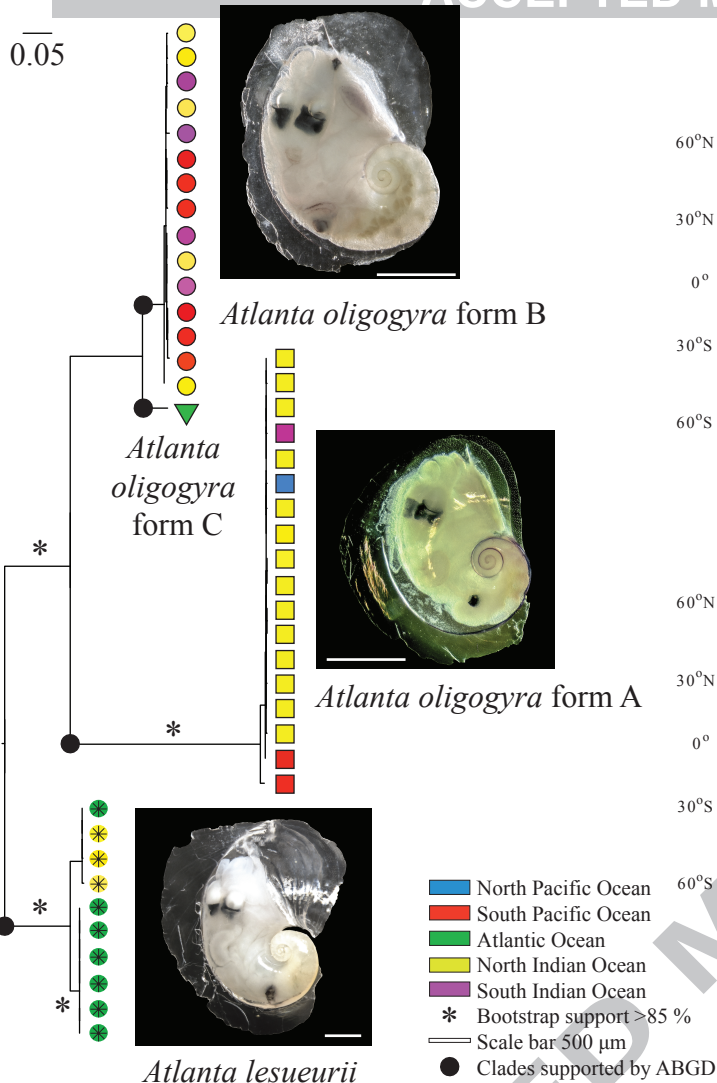 0.05
Atlanta oligogyra form B
Atlanta
oligogyra
form C
Atlanta oligogyra form A
Atlanta lesueurii
60°N
30°N
0°
30°S
60°S
60°N
30°N
0°
30°S
60°S
North Pacific Ocean
South Pacific Ocean
Atlantic Ocean
North Indian Ocean
South Indian Ocean
* Bootstrap support >85 %
Scale bar 500 µm
Clades supported by ABGD